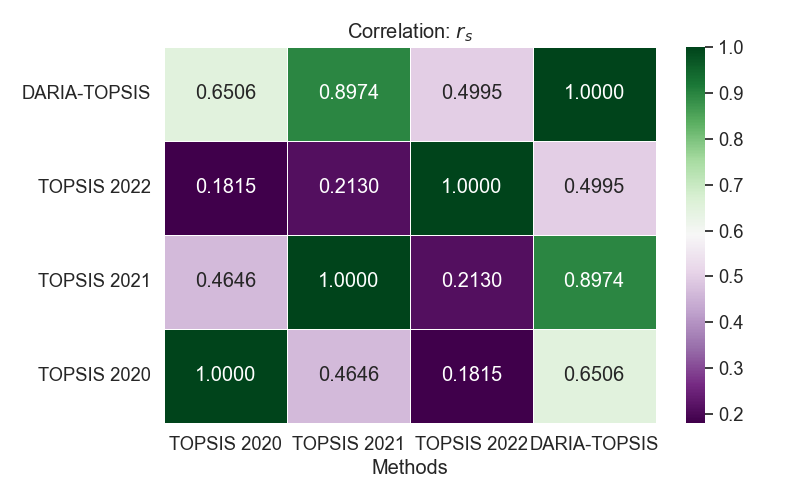 Correlation: r_s
DARIA-TOPSIS 0.6506 0.8974 0.4995 1.0000
TOPSIS 2022 0.1815 0.2130 1.0000 0.4995
TOPSIS 2021 0.4646 1.0000 0.2130 0.8974
TOPSIS 2020 1.0000 0.4646 0.1815 0.6506
TOPSIS 2020 TOPSIS 2021 TOPSIS 2022 DARIA-TOPSIS
Methods
1.0
0.9
0.8
0.7
0.6
0.5
0.4
0.3
0.2